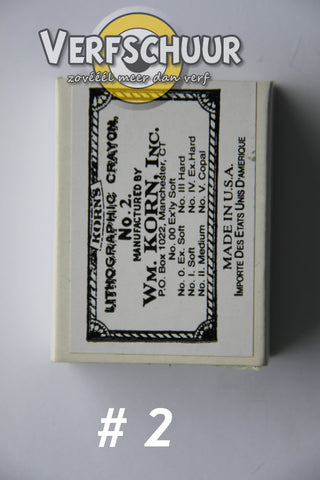 VERFSCHUUR
zovéél meer dan verf
KORN'S
LITHOGRAPHIC CRAYON,
No. 2.
MANUFACTURED BY
WM. KORN, INC.
P.O. Box 1022, Manchester, CT
No. 00 Ex'ly Soft
No. 0. Ex. Soft No. III Hard
No. I. Soft No. IV. Ex.Hard
No. II. Medium No. V. Copal
MADE IN U.S.A.
IMPORTE DES ETATS UNIS D'AMERIQUE
# 2